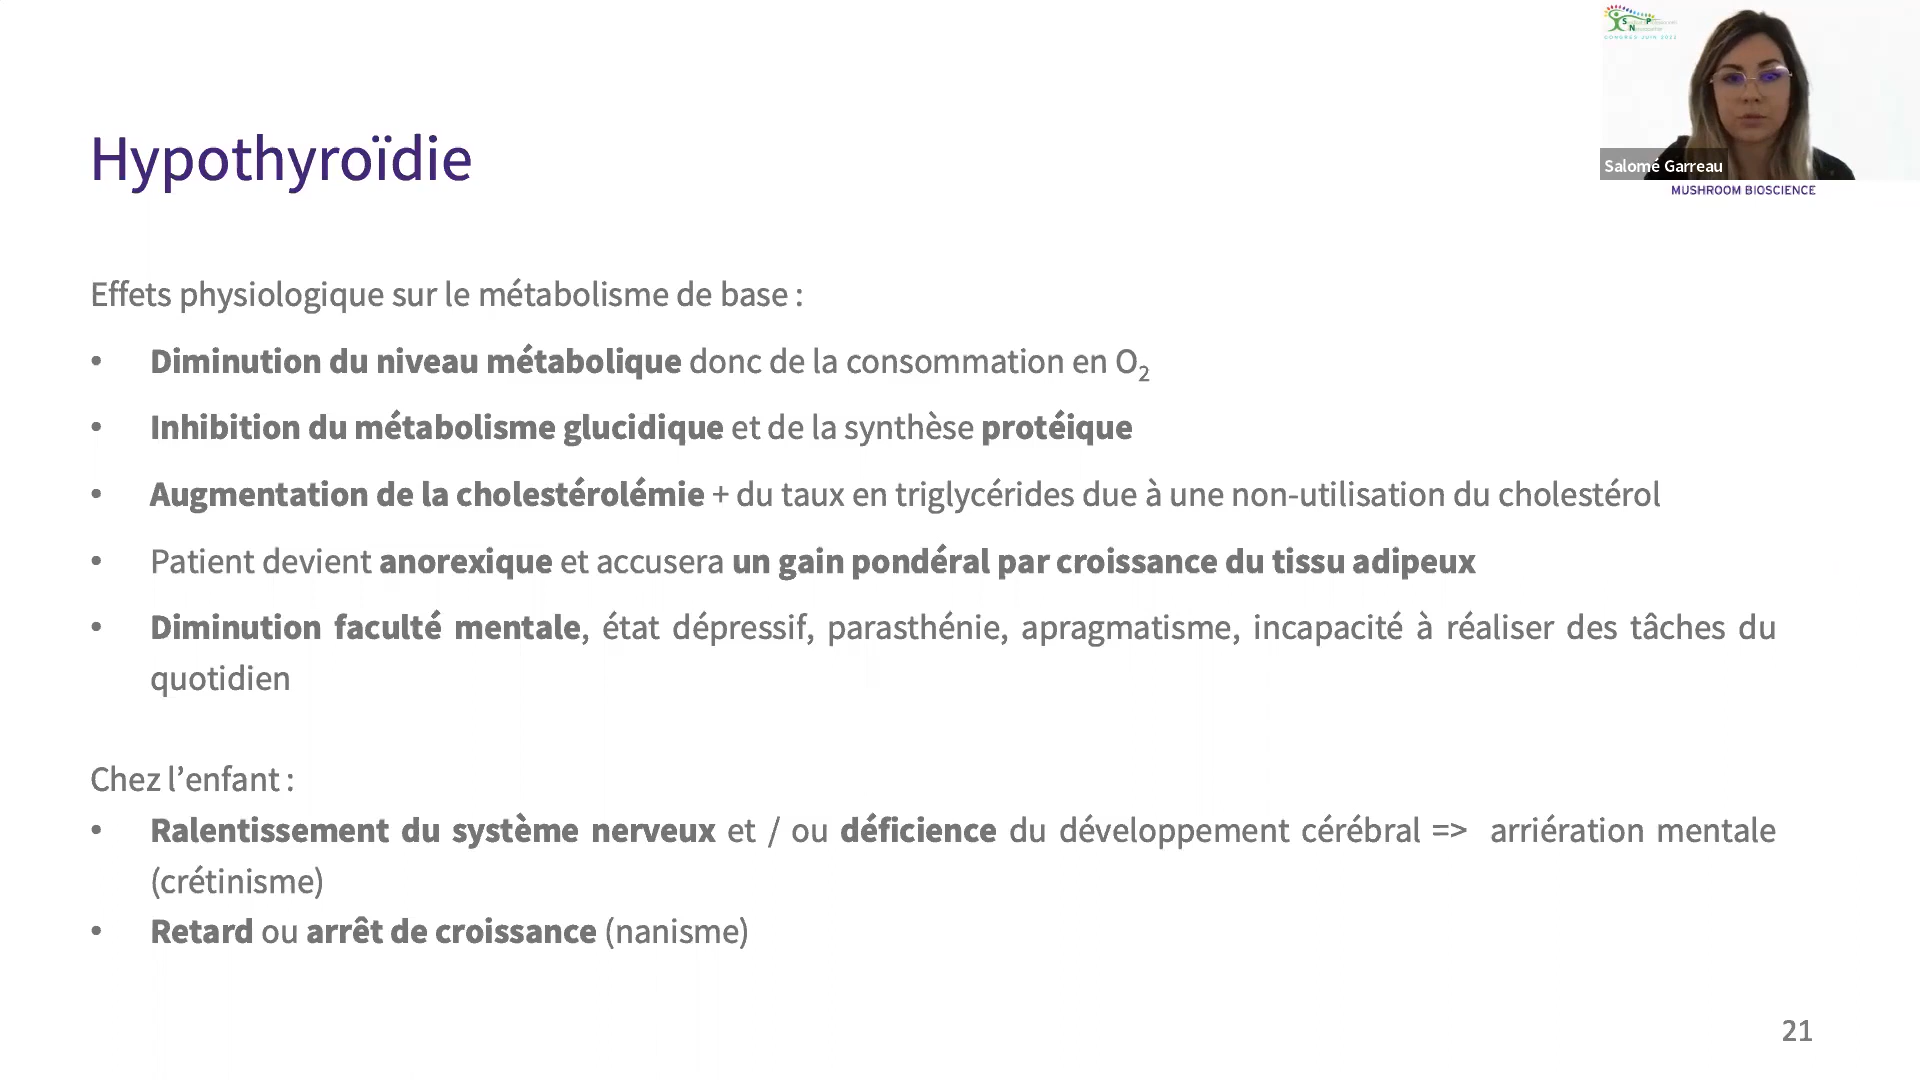 Hypothyroïdie
Salomé Garreau
MUSHROOM BIOSCIENCE
Effets physiologique sur le métabolisme de base :
• Diminution du niveau métabolique donc de la consommation en O₂
• Inhibition du métabolisme glucidique et de la synthèse protéique
• Augmentation de la cholestérolémie + du taux en triglycérides due à une non-utilisation du cholestérol
• Patient devient anorexique et accusera un gain pondéral par croissance du tissu adipeux
• Diminution faculté mentale, état dépressif, parasthénie, apragmatisme, incapacité à réaliser des tâches du
quotidien
Chez l’enfant :
• Ralentissement du système nerveux et / ou déficience du développement cérébral => arriération mentale
(crétinisme)
• Retard ou arrêt de croissance (nanisme)
21